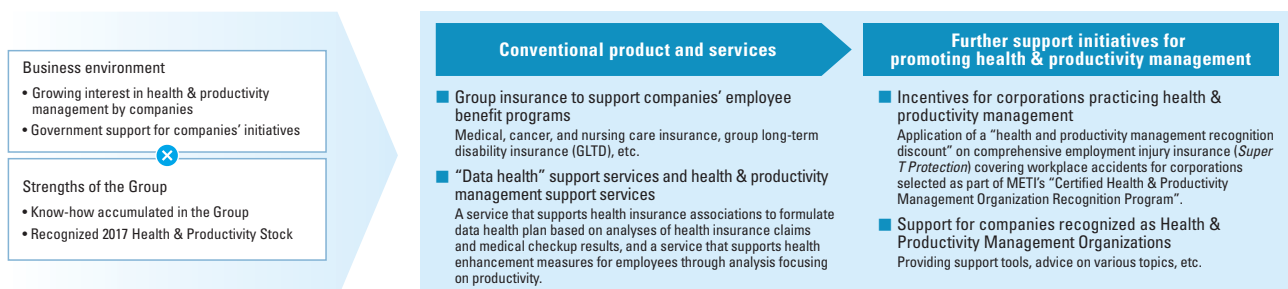 Business environment
• Growing interest in health & productivity
management by companies
• Government support for companies' initiatives
Strengths of the Group
• Know-how accumulated in the Group
• Recognized 2017 Health & Productivity Stock
Conventional product and services
■ Group insurance to support companies' employee
benefit programs
Medical, cancer, and nursing care insurance, group long-term
disability insurance (GLTD), etc.
■ "Data health" support services and health & productivity
management support services
A service that supports health insurance associations to formulate
data health plan based on analyses of health insurance claims
and medical checkup results, and a service that supports health
enhancement measures for employees through analysis focusing
on productivity.
Further support initiatives for
promoting health & productivity management
■ Incentives for corporations practicing health &
productivity management
Application of a "health and productivity management recognition
discount" on comprehensive employment injury insurance (Super
T Protection) covering workplace accidents for corporations
selected as part of METI's "Certified Health & Productivity
Management Organization Recognition Program".
■ Support for companies recognized as Health &
Productivity Management Organizations
Providing support tools, advice on various topics, etc.